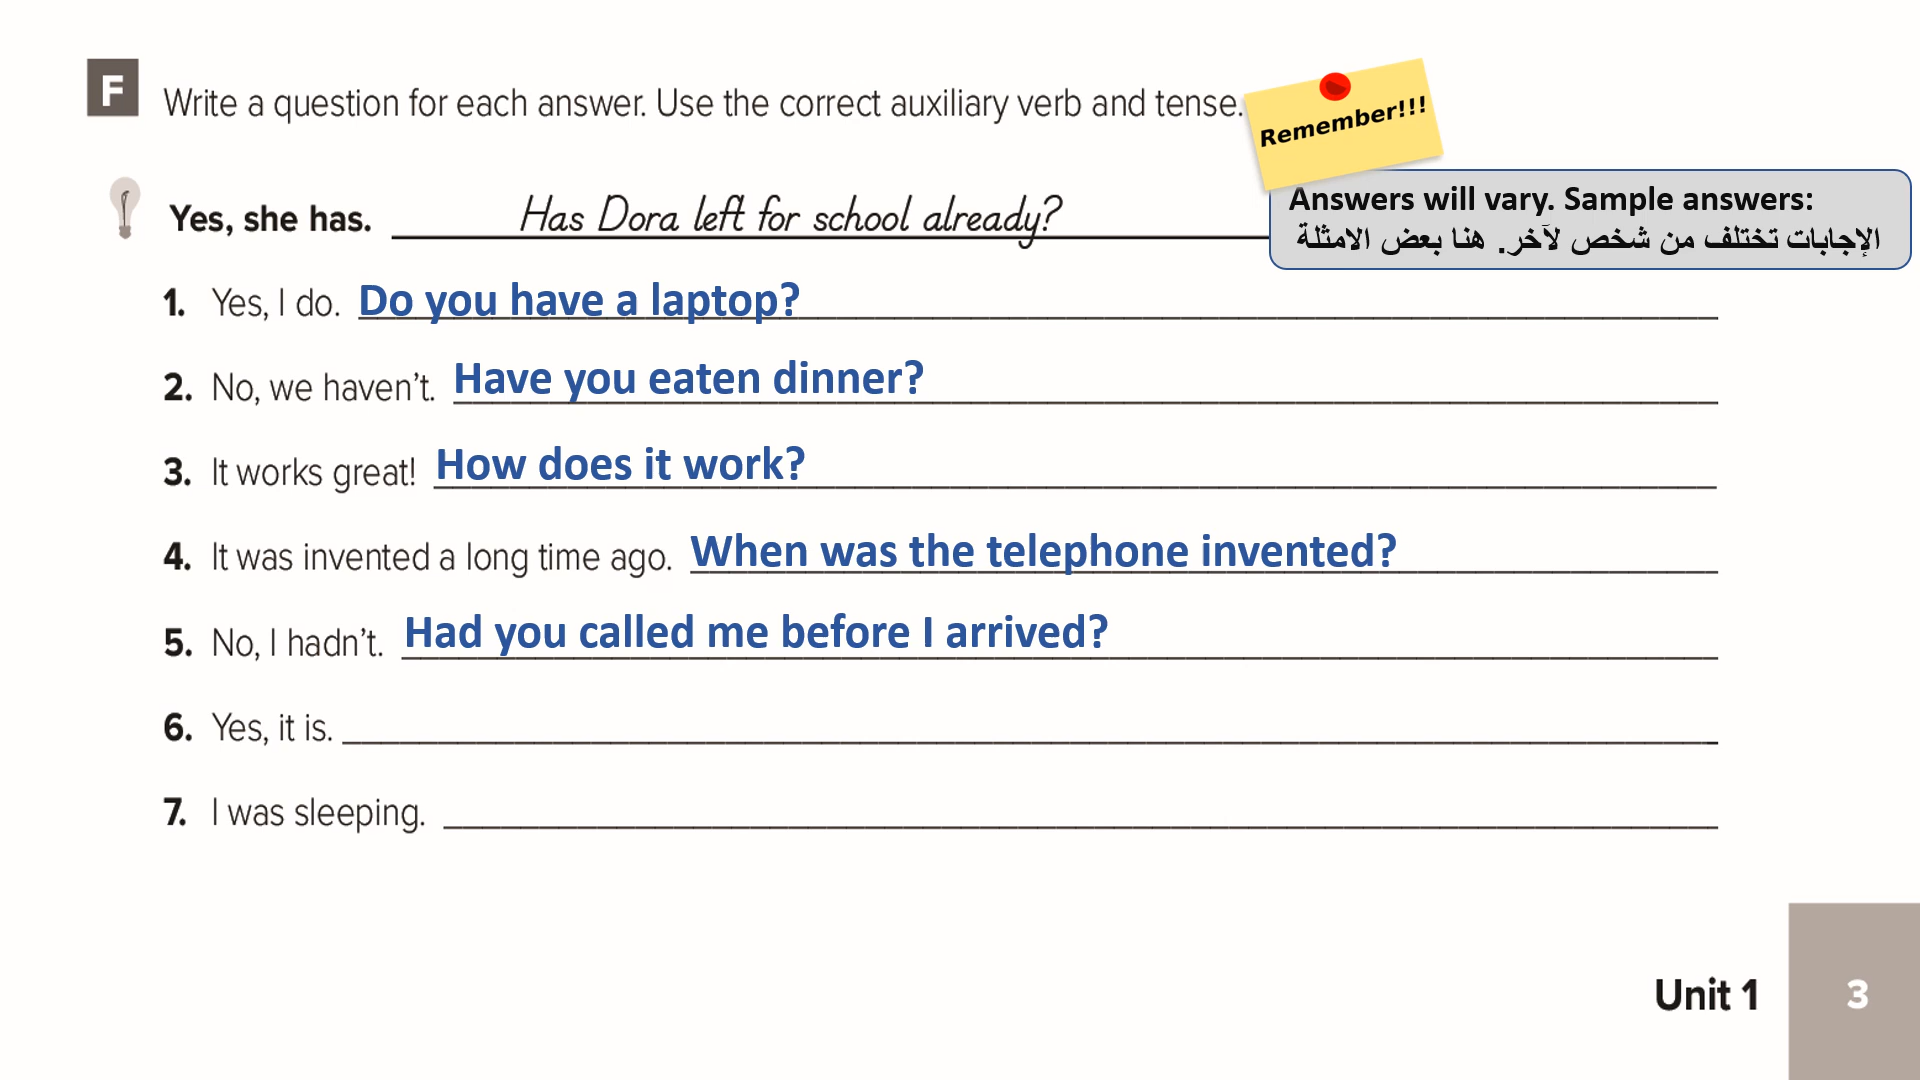 F Write a question for each answer. Use the correct auxiliary verb and tense.
Remember!!!
Yes, she has. Has Dora left for school already?
Answers will vary. Sample answers:
الإجابات تختلف من شخص لآخر. هنا بعض الامثلة
1. Yes, I do. Do you have a laptop?
2. No, we haven't. Have you eaten dinner?
3. It works great! How does it work?
4. It was invented a long time ago. When was the telephone invented?
5. No, I hadn't. Had you called me before I arrived?
6. Yes, it is.
7. I was sleeping.
Unit 1 3